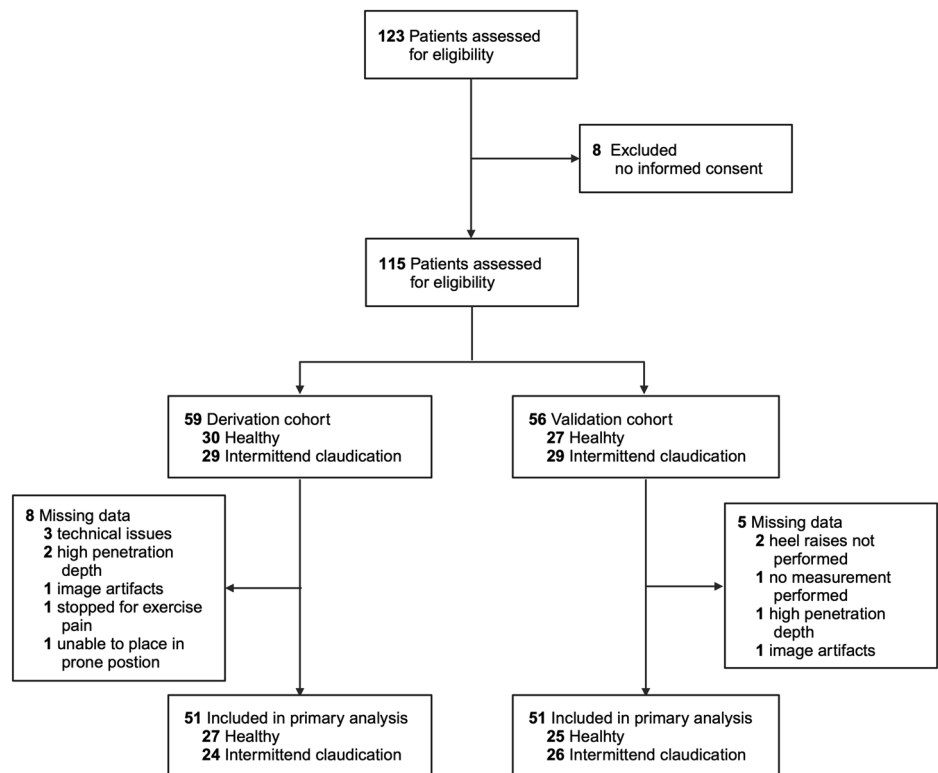 123 Patients assessed
for eligibility
8 Excluded
no informed consent
115 Patients assessed
for eligibility
59 Derivation cohort
30 Healthy
29 Intermittend claudication
56 Validation cohort
27 Healhty
29 Intermittend claudication
8 Missing data
3 technical issues
2 high penetration
depth
1 image artifacts
1 stopped for exercise
pain
1 unable to place in
prone postion
5 Missing data
2 heel raises not
performed
1 no measurement
performed
1 high penetration
depth
1 image artifacts
51 Included in primary analysis
27 Healthy
24 Intermittend claudication
51 Included in primary analysis
25 Healhty
26 Intermittend claudication